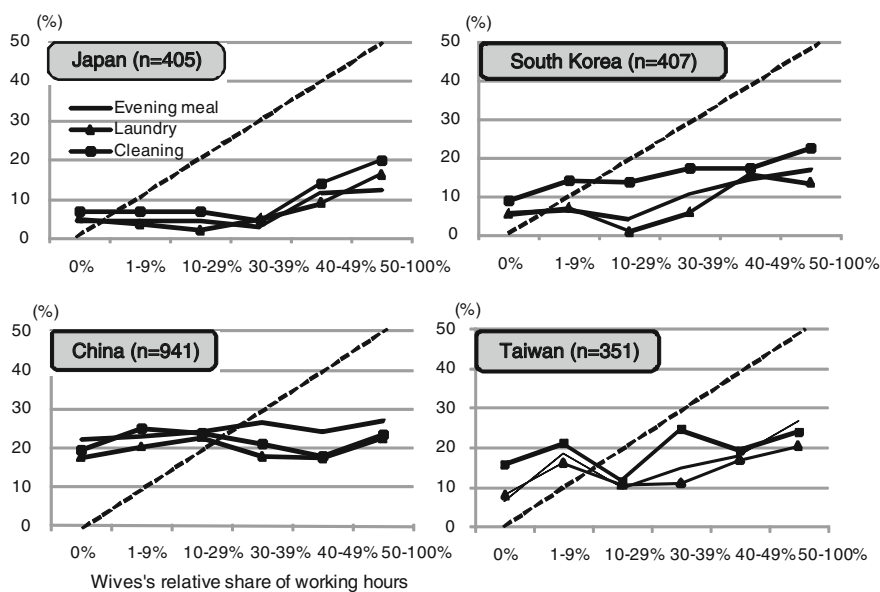 (%)
50
40
30
20
10
0
Japan (n=405)
Evening meal
Laundry
Cleaning
0% 1-9% 10-29% 30-39% 40-49% 50-100%
(%)
50
40
30
20
10
0
South Korea (n=407)
0% 1-9% 10-29% 30-39% 40-49% 50-100%
(%)
50
40
30
20
10
0
China (n=941)
0% 1-9% 10-29% 30-39% 40-49% 50-100%
Wives's relative share of working hours
(%)
50
40
30
20
10
0
Taiwan (n=351)
0% 1-9% 10-29% 30-39% 40-49% 50-100%